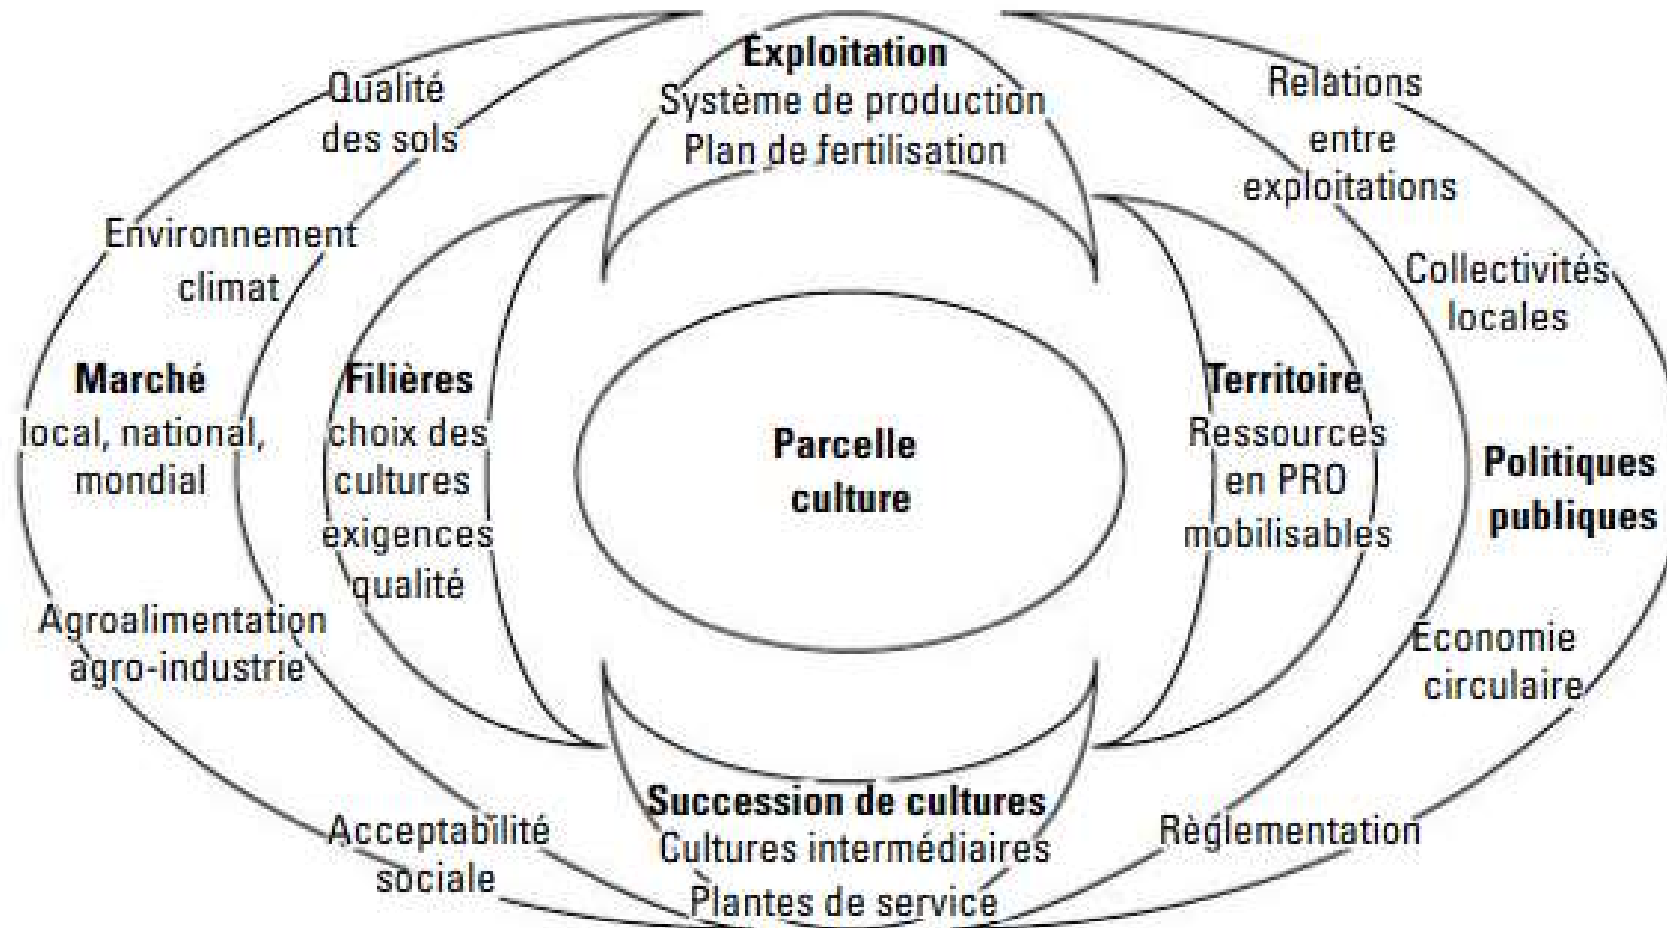 Exploitation
Système de production
Plan de fertilisation
Qualité
des sols
Environnement
climat
Marché
local, national,
mondial
Agroalimentation
agro-industrie
Acceptabilité
sociale
Filières
choix des
cultures
exigences
qualité
Parcelle
culture
Territoire
Ressources
en PRO
mobilisables
Relations
entre
exploitations
Collectivités
locales
Politiques
publiques
Economie
circulaire
Règlementation
Succession de cultures
Cultures intermédiaires
Plantes de service